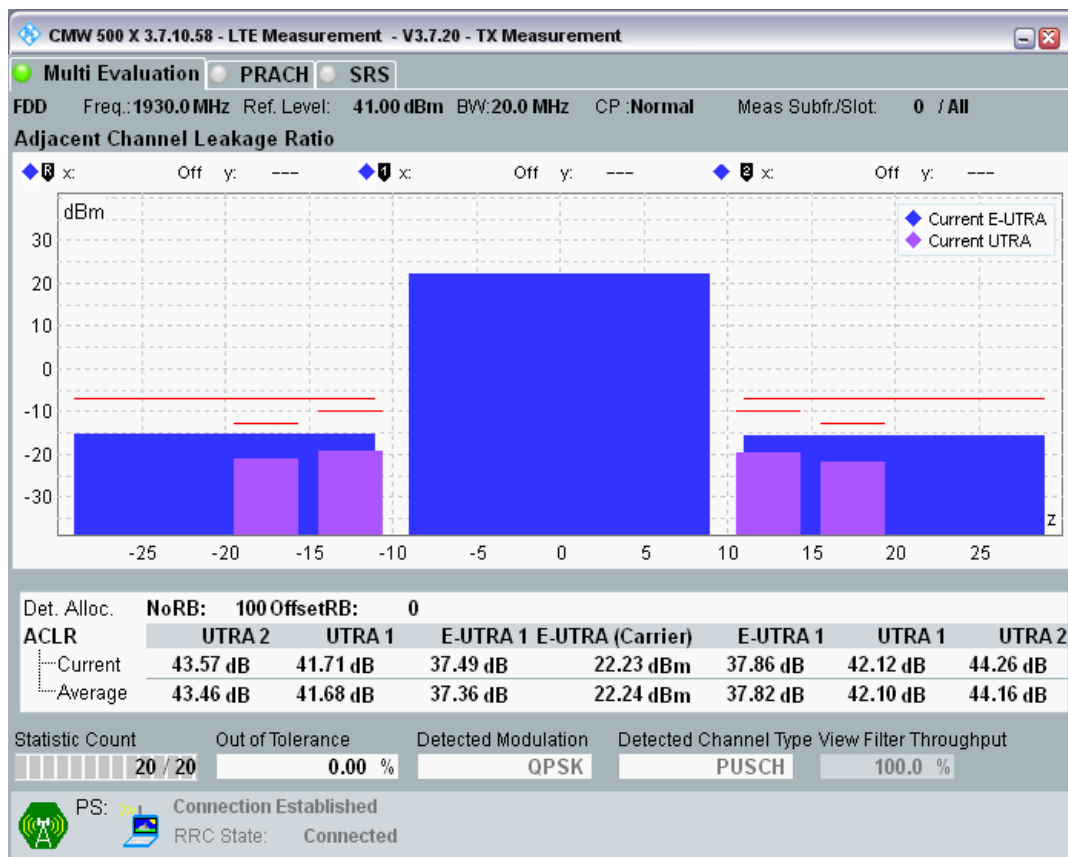 CMW 500 X 3.7.10.58 - LTE Measurement - V3.7.20 - TX Measurement
Multi Evaluation PRACH SRS
FDD Freq.:1930.0 MHz Ref. Level: 41.00 dBm BW:20.0 MHz CP :Normal Meas Subfr./Slot: 0 / All
Adjacent Channel Leakage Ratio
R x: Off y: --- 1 x: Off y: --- 2 x: Off y: ---
dBm
Current E-UTRA
Current UTRA
30
20
10
0
-10
-20
-30
z
-25 -20 -15 -10 -5 0 5 10 15 20 25
Det. Alloc. NoRB: 100 OffsetRB: 0
ACLR UTRA 2 UTRA 1 E-UTRA 1 E-UTRA (Carrier) E-UTRA 1 UTRA 1 UTRA 2
Current 43.57 dB 41.71 dB 37.49 dB 22.23 dBm 37.86 dB 42.12 dB 44.26 dB
Average 43.46 dB 41.68 dB 37.36 dB 22.24 dBm 37.82 dB 42.10 dB 44.16 dB
Statistic Count Out of Tolerance Detected Modulation Detected Channel Type View Filter Throughput
20 / 20 0.00 % QPSK PUSCH 100.0 %
PS: Connection Established
RRC State: Connected